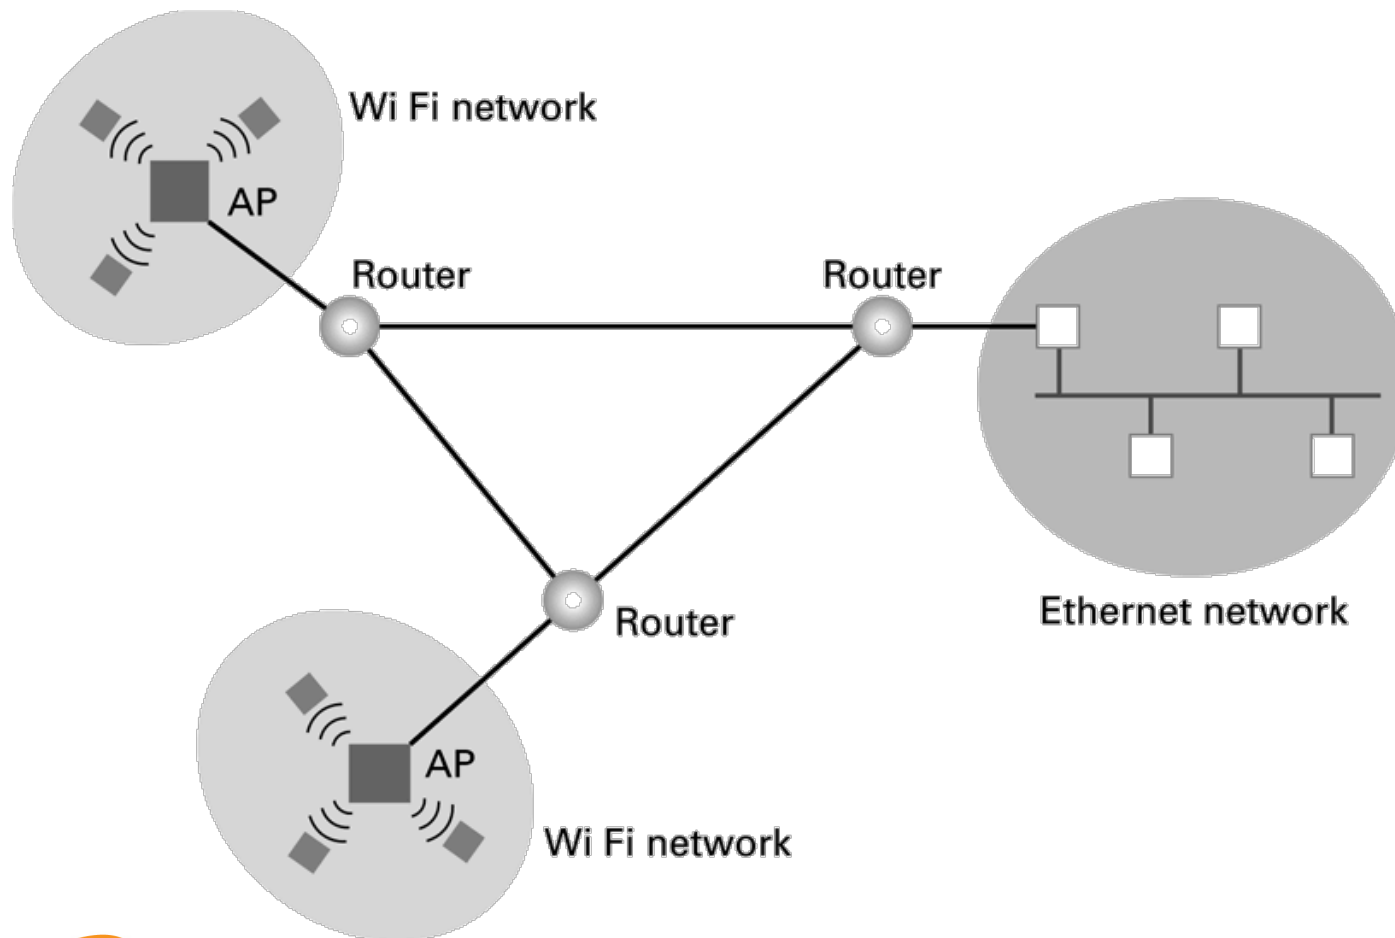 Wi Fi network
AP
Router
Router
Ethernet network
Router
AP
Wi Fi network